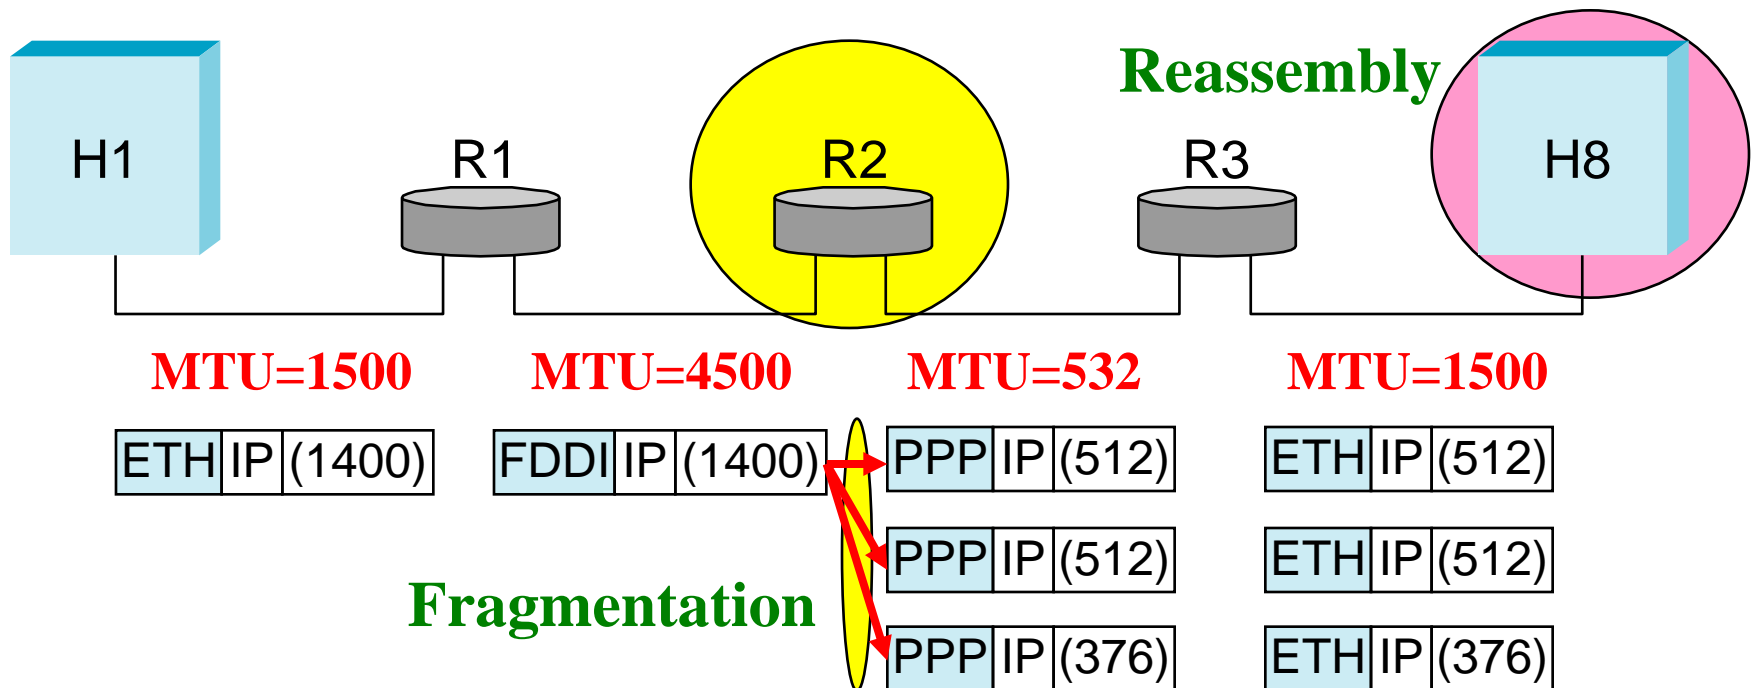 Reassembly
H1 R1 R2 R3 H8
MTU=1500 MTU=4500 MTU=532 MTU=1500
ETH IP (1400) FDDI IP (1400) PPP IP (512) ETH IP (512)
PPP IP (512) ETH IP (512)
Fragmentation
PPP IP (376) ETH IP (376)